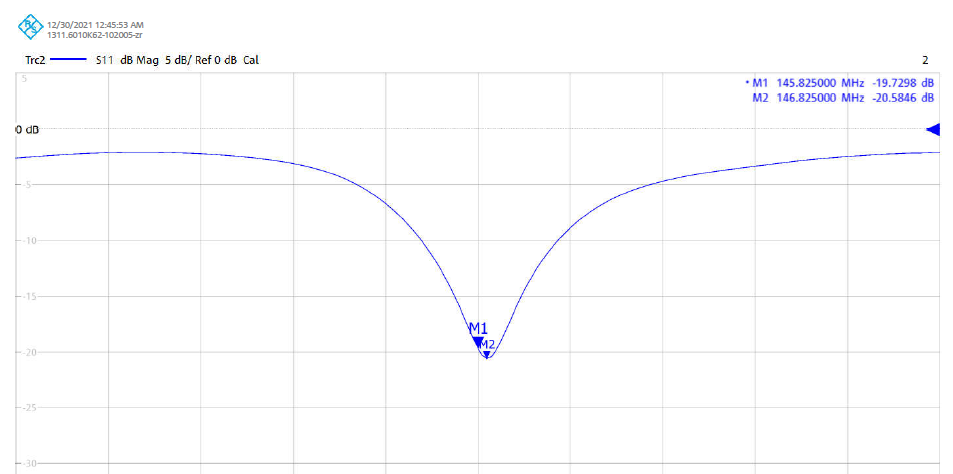 12/30/2021 12:45:53 AM
1311.6010K62-102005-zr
Trc2 S11 dB Mag 5 dB/ Ref 0 dB Cal 2
5
• M1 145.825000 MHz -19.7298 dB
M2 146.825000 MHz -20.5846 dB
0 dB
-5
-10
-15
M1
M2
-20
-25
-30